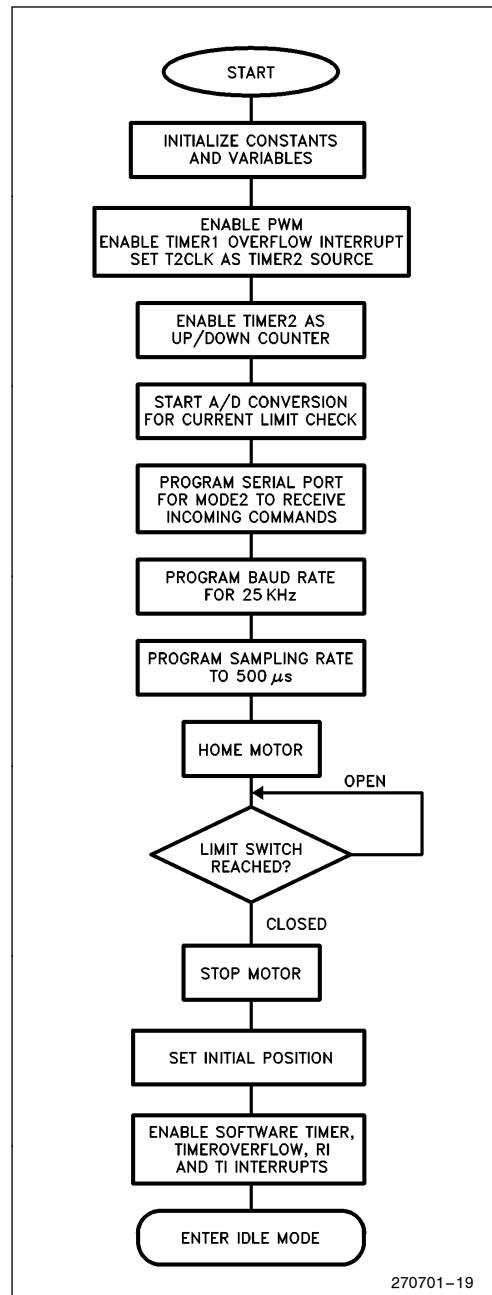 START
INITIALIZE CONSTANTS
AND VARIABLES
ENABLE PWM
ENABLE TIMER1 OVERFLOW INTERRUPT
SET T2CLK AS TIMER2 SOURCE
ENABLE TIMER2 AS
UP/DOWN COUNTER
START A/D CONVERSION
FOR CURRENT LIMIT CHECK
PROGRAM SERIAL PORT
FOR MODE2 TO RECEIVE
INCOMING COMMANDS
PROGRAM BAUD RATE
FOR 25 KHz
PROGRAM SAMPLING RATE
TO 500 μs
HOME MOTOR
OPEN
LIMIT SWITCH
REACHED?
CLOSED
STOP MOTOR
SET INITIAL POSITION
ENABLE SOFTWARE TIMER,
TIMEROVERFLOW, RI
AND TI INTERRUPTS
ENTER IDLE MODE
270701-19